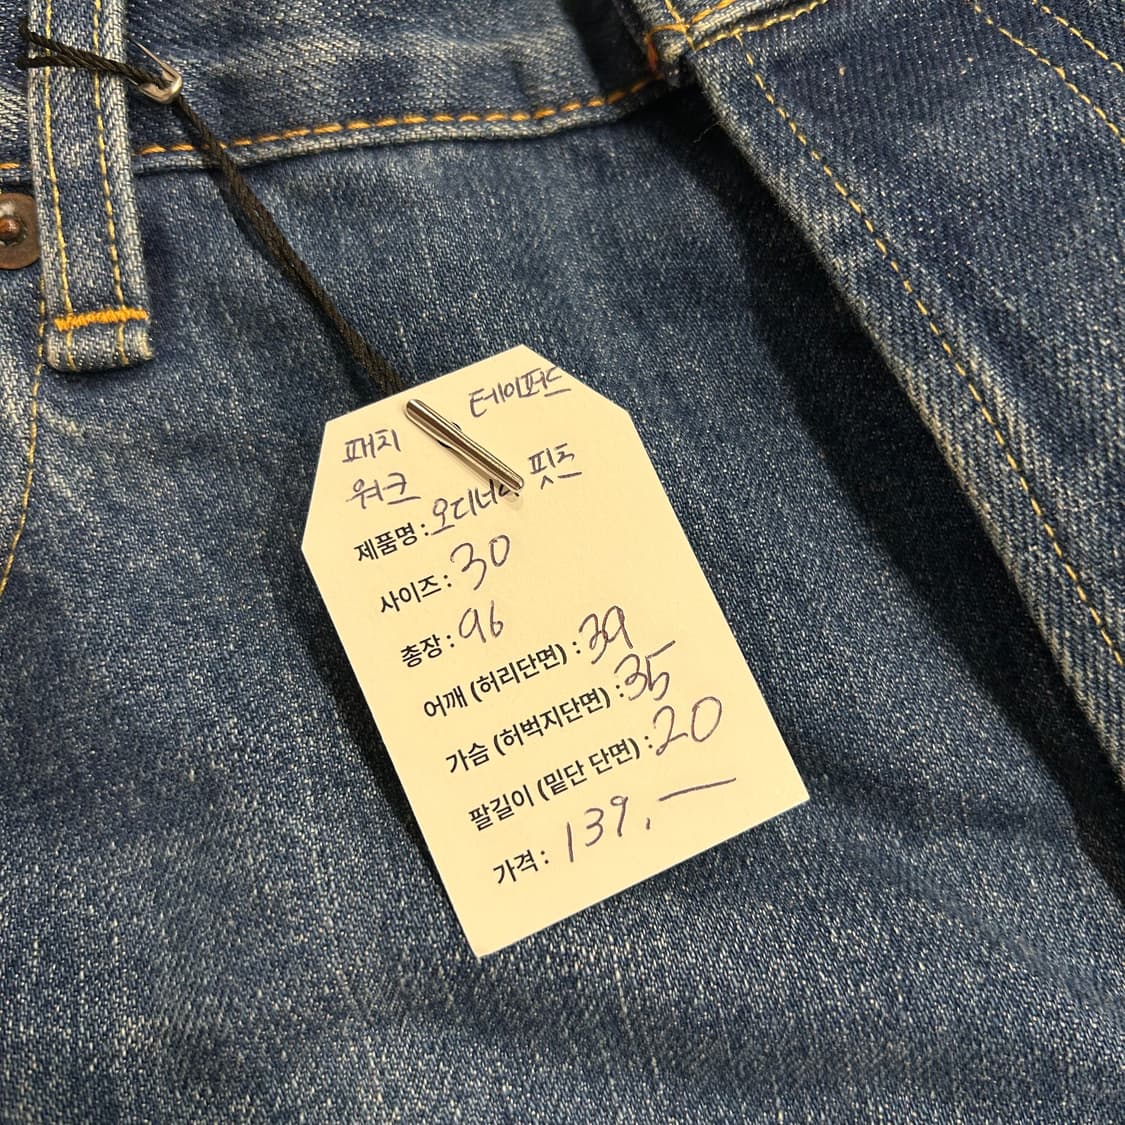 테이퍼드
패치
워크
핏츠
제품명 : 오디너리
사이즈 : 30
총장 : 96
어깨 (허리단면) : 39
가슴 (허벅지단면) : 35
팔길이 (밑단 단면) : 20
가격 : 139,—